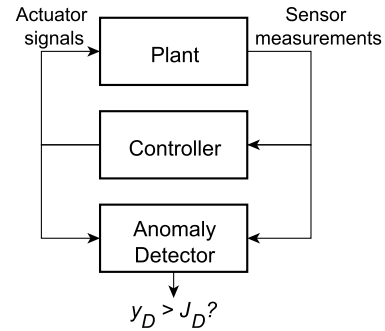 Actuator
signals
Sensor
measurements
Plant
Controller
Anomaly
Detector
y_D > J_D?